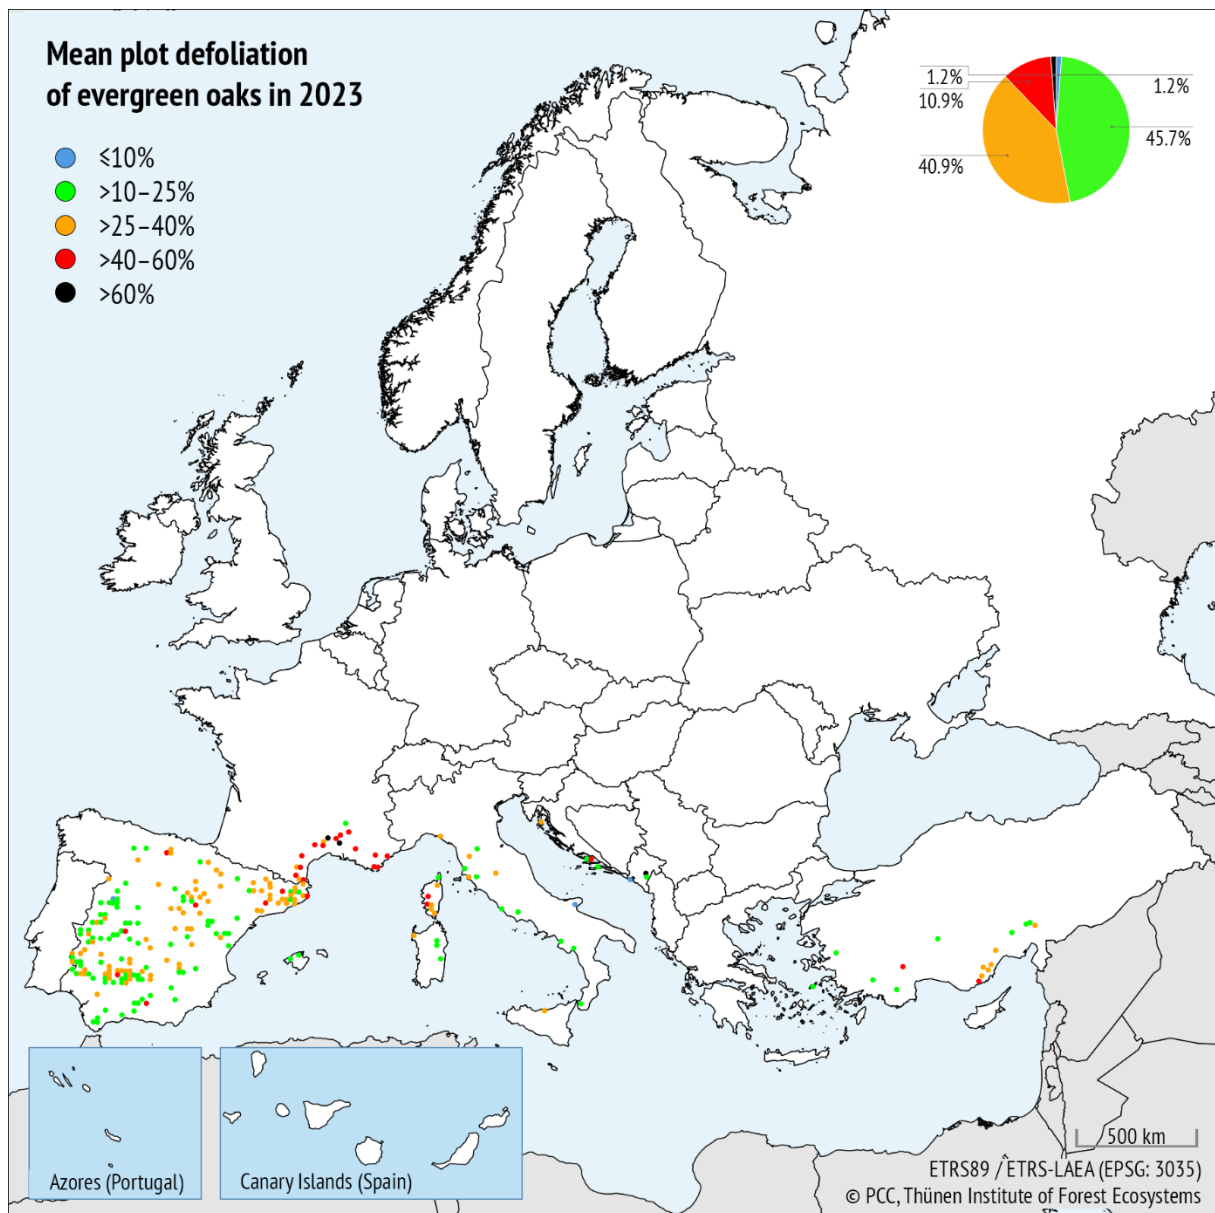 Mean plot defoliation
of evergreen oaks in 2023
≤10%
>10–25%
>25–40%
>40–60%
>60%
1.2%
10.9%
40.9%
1.2%
45.7%
Azores (Portugal)
Canary Islands (Spain)
500 km
ETRS89 / ETRS-LAEA (EPSG: 3035)
© PCC, Thünen Institute of Forest Ecosystems